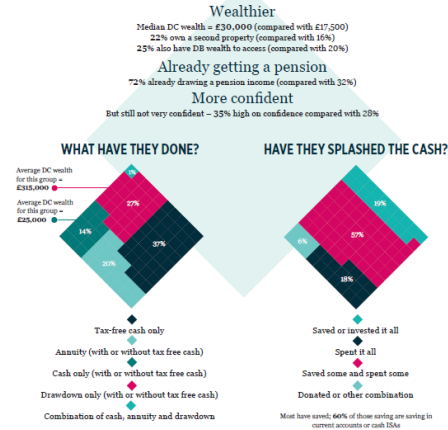 Wealthier
Median DC wealth = £30,000 (compared with £17,500)
22% own a second property (compared with 16%)
25% also have DB wealth to access (compared with 20%)
Already getting a pension
72% already drawing a pension income (compared with 32%)
More confident
But still not very confident – 35% high on confidence compared with 28%
WHAT HAVE THEY DONE?
Average DC wealth
for this group =
£315,000
Average DC wealth
for this group =
£25,000
1%
27%
14%
37%
20%
Tax-free cash only
Annuity (with or without tax free cash)
Cash only (with or without tax free cash)
Drawdown only (with or without tax free cash)
Combination of cash, annuity and drawdown
HAVE THEY SPLASHED THE CASH?
19%
6%
57%
18%
Saved or invested it all
Spent it all
Saved some and spent some
Donated or other combination
Most have saved; 60% of those saving are saving in
current accounts or cash ISAs